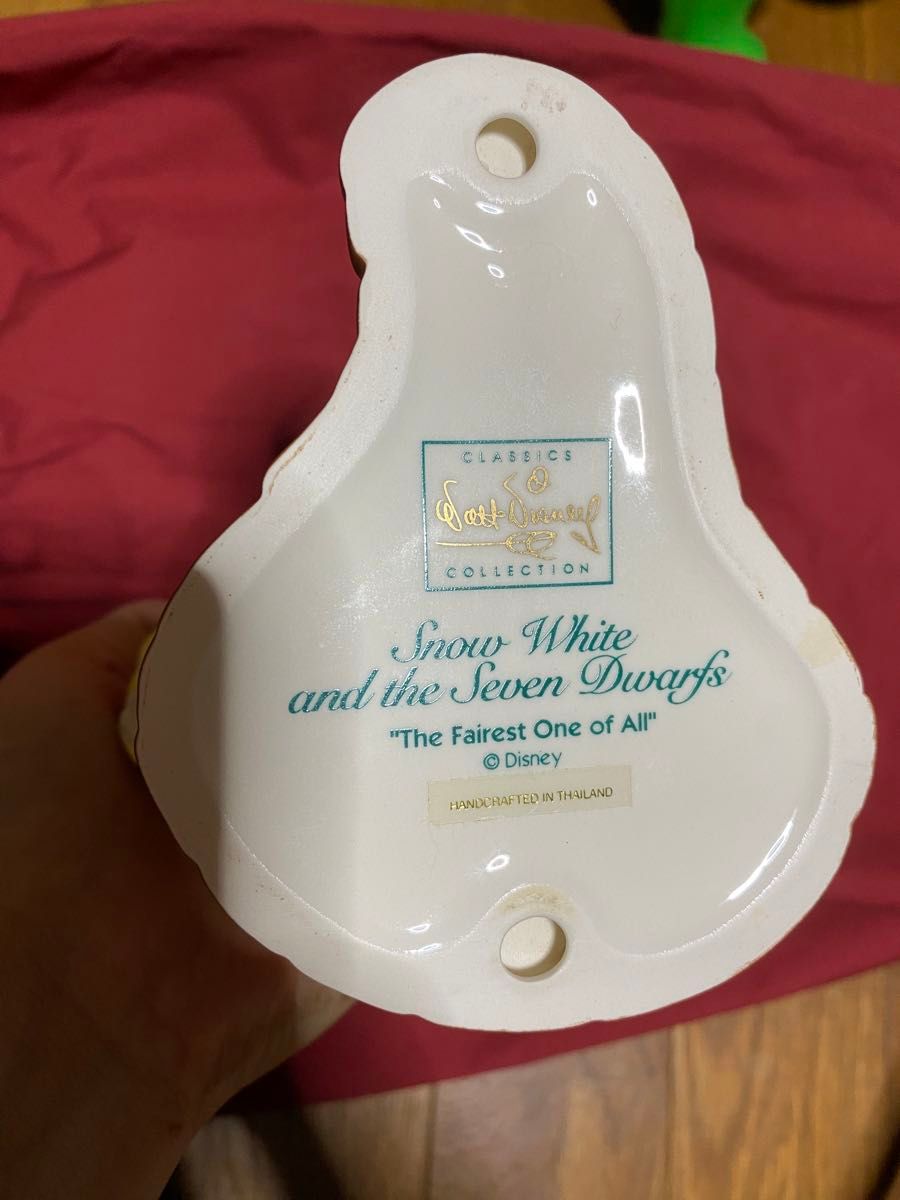 CLASSICS
Walt Disney
COLLECTION
Snow White
and the Seven Dwarfs
"The Fairest One of All"
© Disney
HANDCRAFTED IN THAILAND